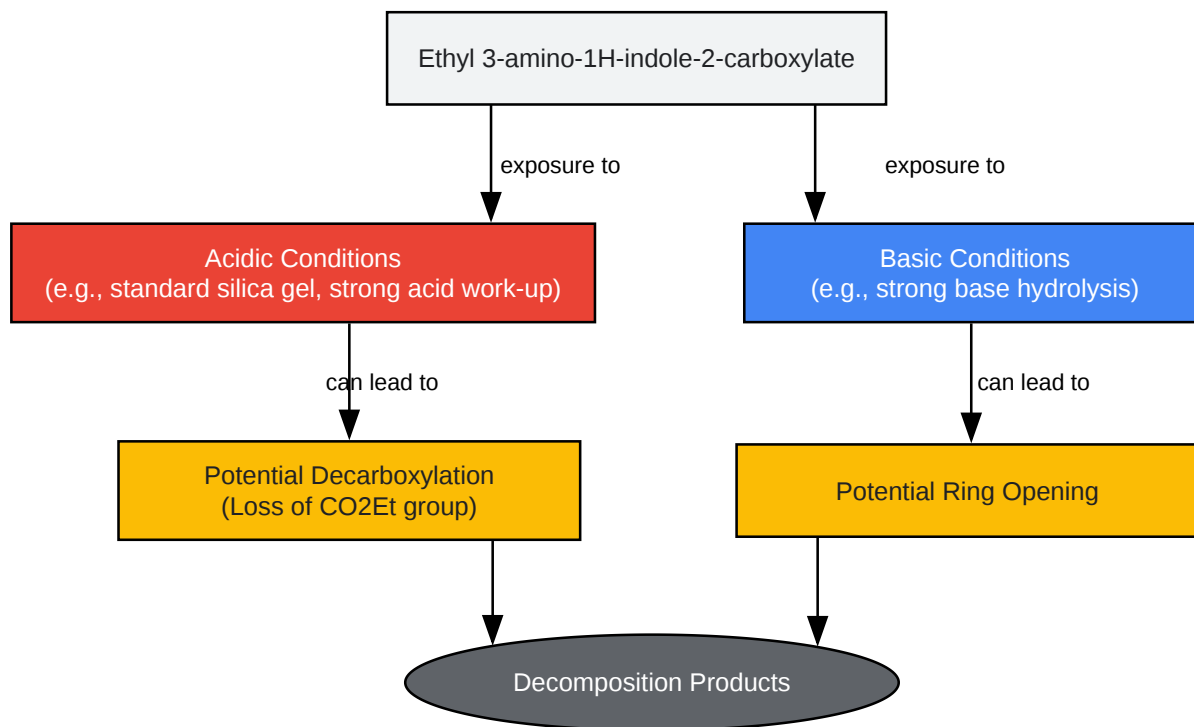 Ethyl 3-amino-1H-indole-2-carboxylate
exposure to
exposure to
Acidic Conditions
(e.g., standard silica gel, strong acid work-up)
Basic Conditions
(e.g., strong base hydrolysis)
can lead to
can lead to
Potential Decarboxylation
(Loss of CO2Et group)
Potential Ring Opening
Decomposition Products